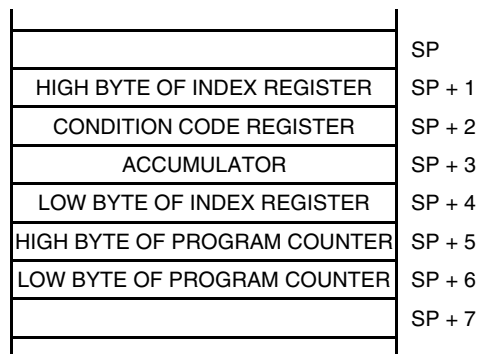 SP
HIGH BYTE OF INDEX REGISTER SP + 1
CONDITION CODE REGISTER SP + 2
ACCUMULATOR SP + 3
LOW BYTE OF INDEX REGISTER SP + 4
HIGH BYTE OF PROGRAM COUNTER SP + 5
LOW BYTE OF PROGRAM COUNTER SP + 6
SP + 7